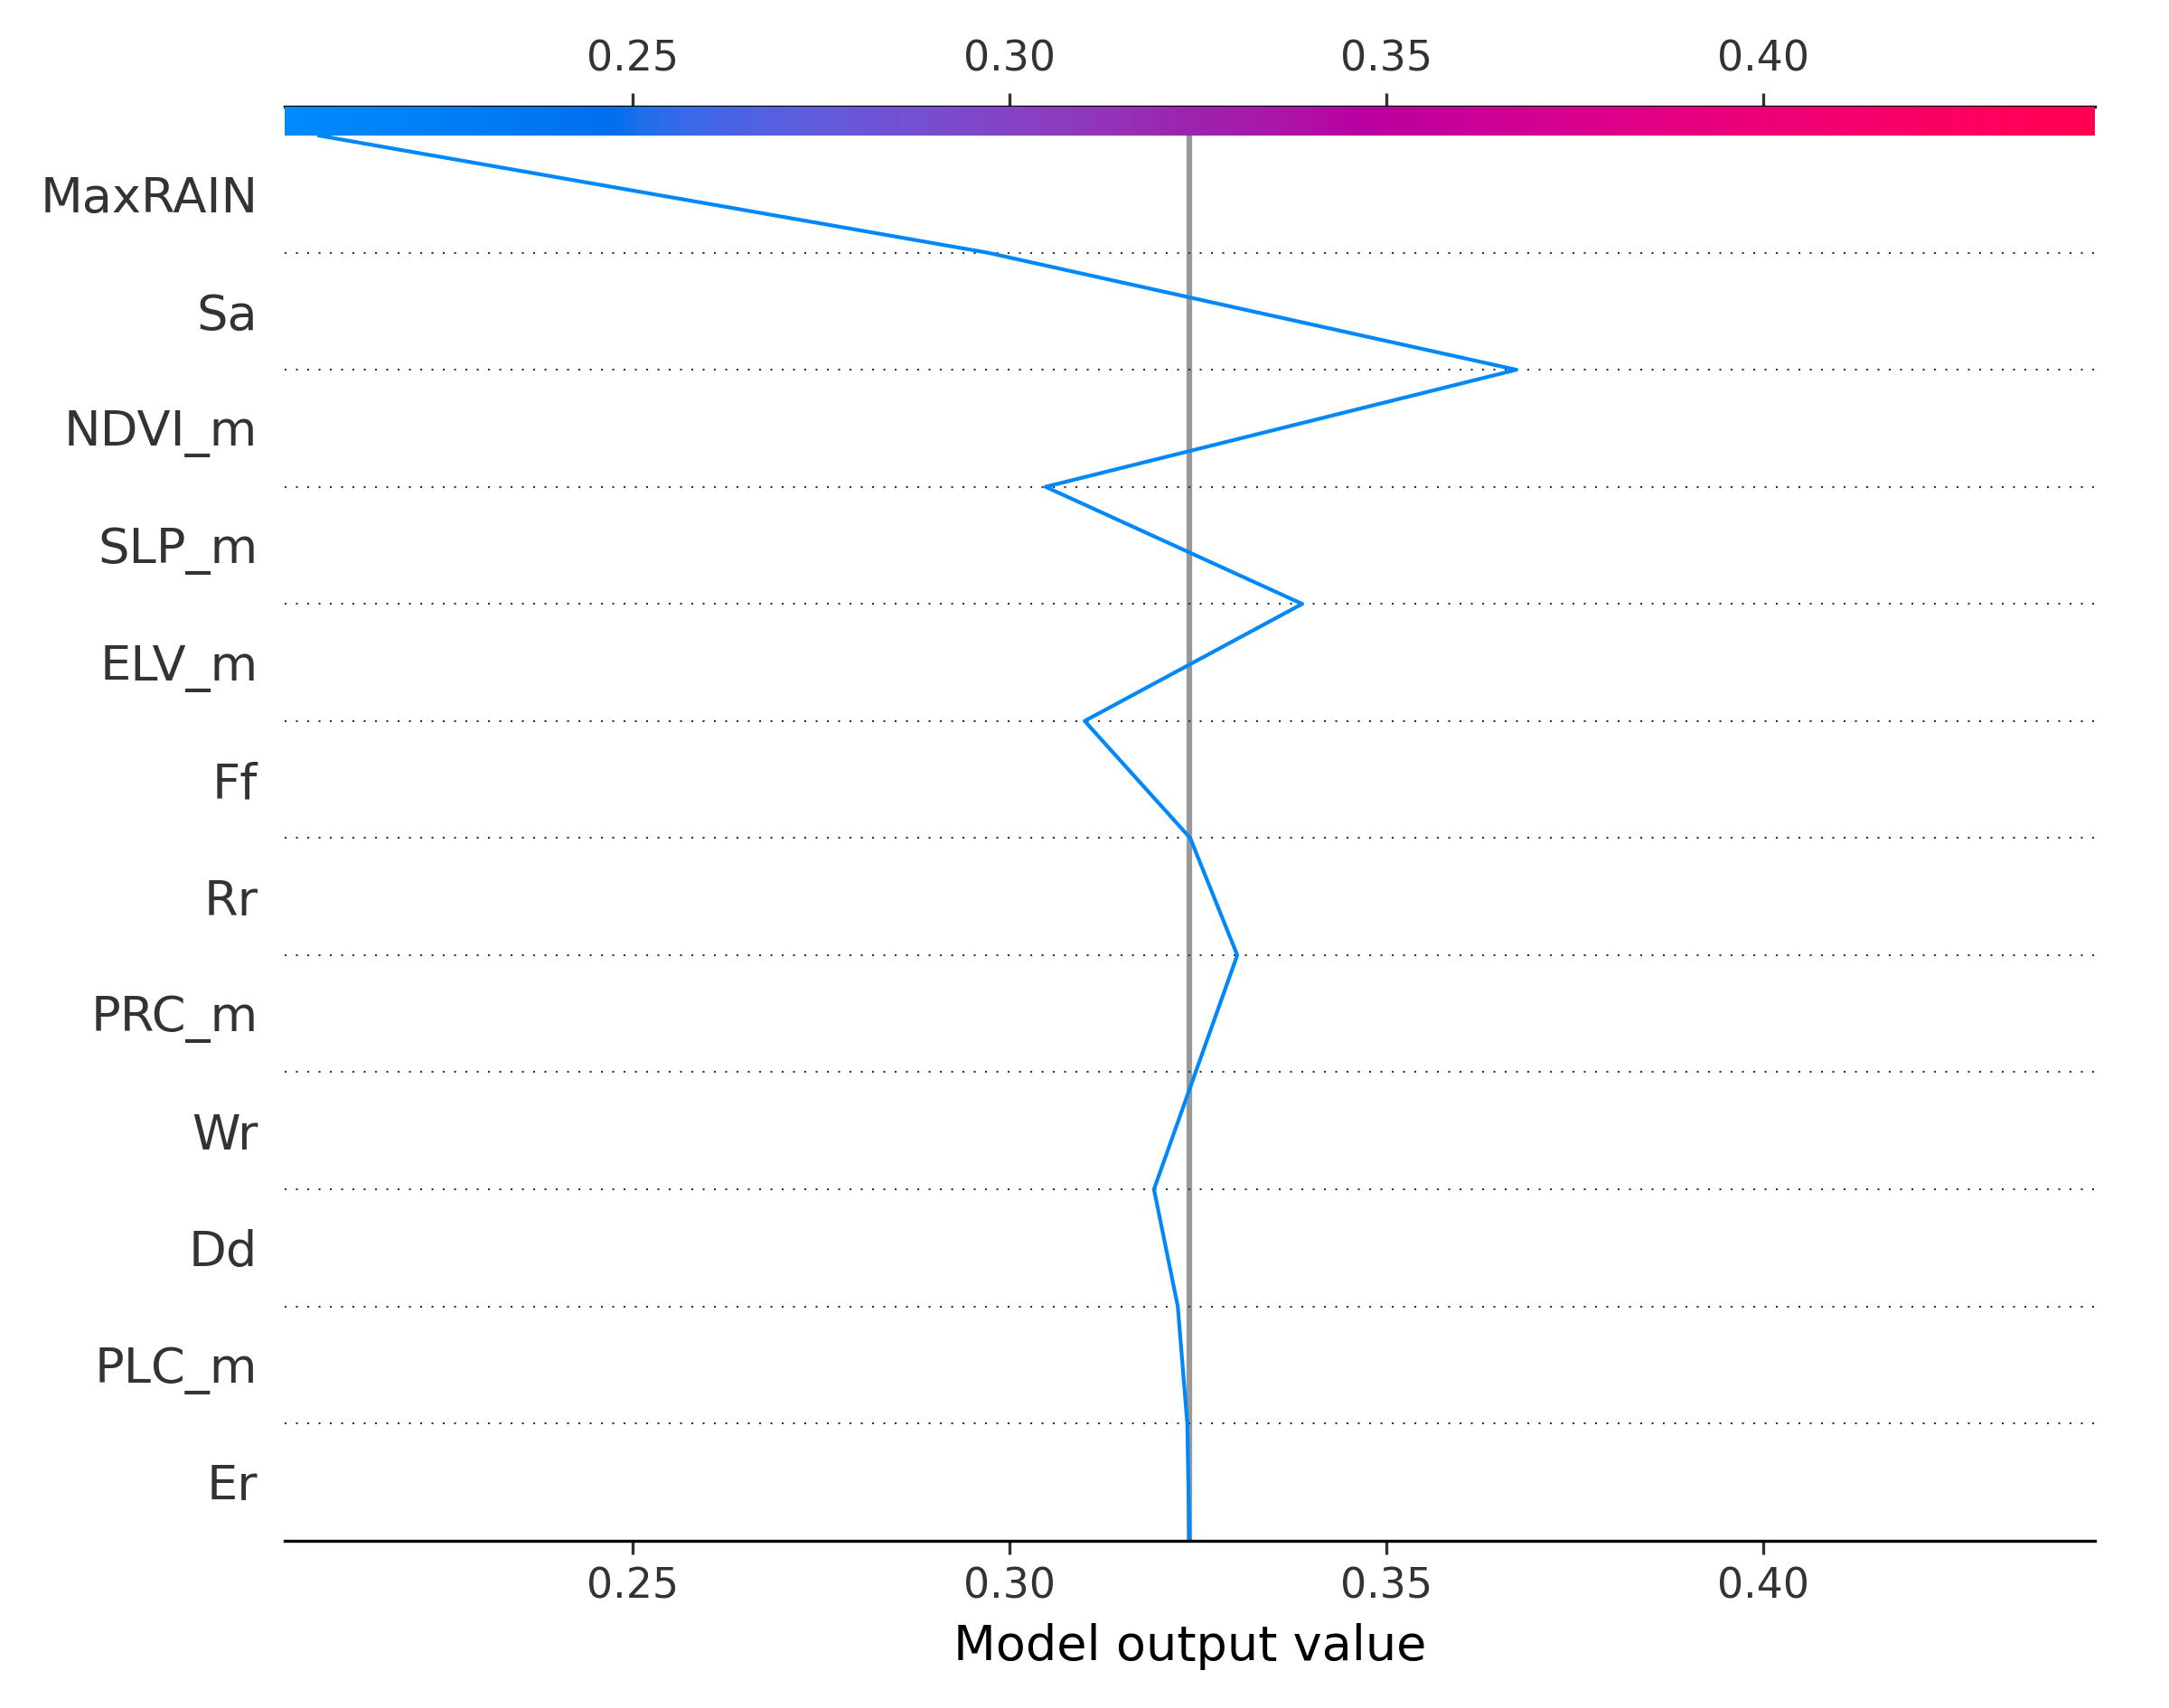 0.25 0.30 0.35 0.40
MaxRAIN
Sa
NDVI_m
SLP_m
ELV_m
Ff
Rr
PRC_m
Wr
Dd
PLC_m
Er
0.25 0.30 0.35 0.40
Model output value